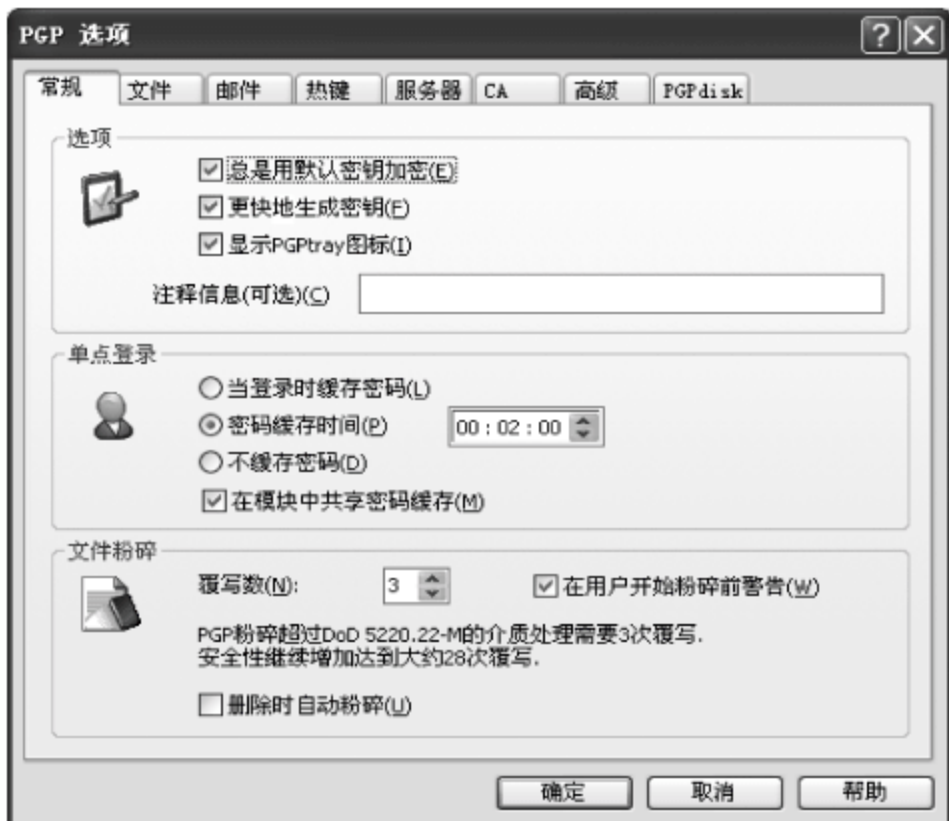 PGP 选项
常规 文件 邮件 热键 服务器 CA 高级 PGPdisk
选项
总是用默认密钥加密(E)
更快地生成密钥(F)
显示PGPtray图标(I)
注释信息(可选)(C)
单点登录
当登录时缓存密码(L)
密码缓存时间(P) 00 : 02 : 00
不缓存密码(D)
在模块中共享密码缓存(M)
文件粉碎
覆写数(N): 3 在用户开始粉碎前警告(W)
PGP粉碎超过DoD 5220.22-M的介质处理需要3次覆写.
安全性继续增加达到大约28次覆写.
删除时自动粉碎(U)
确定 取消 帮助